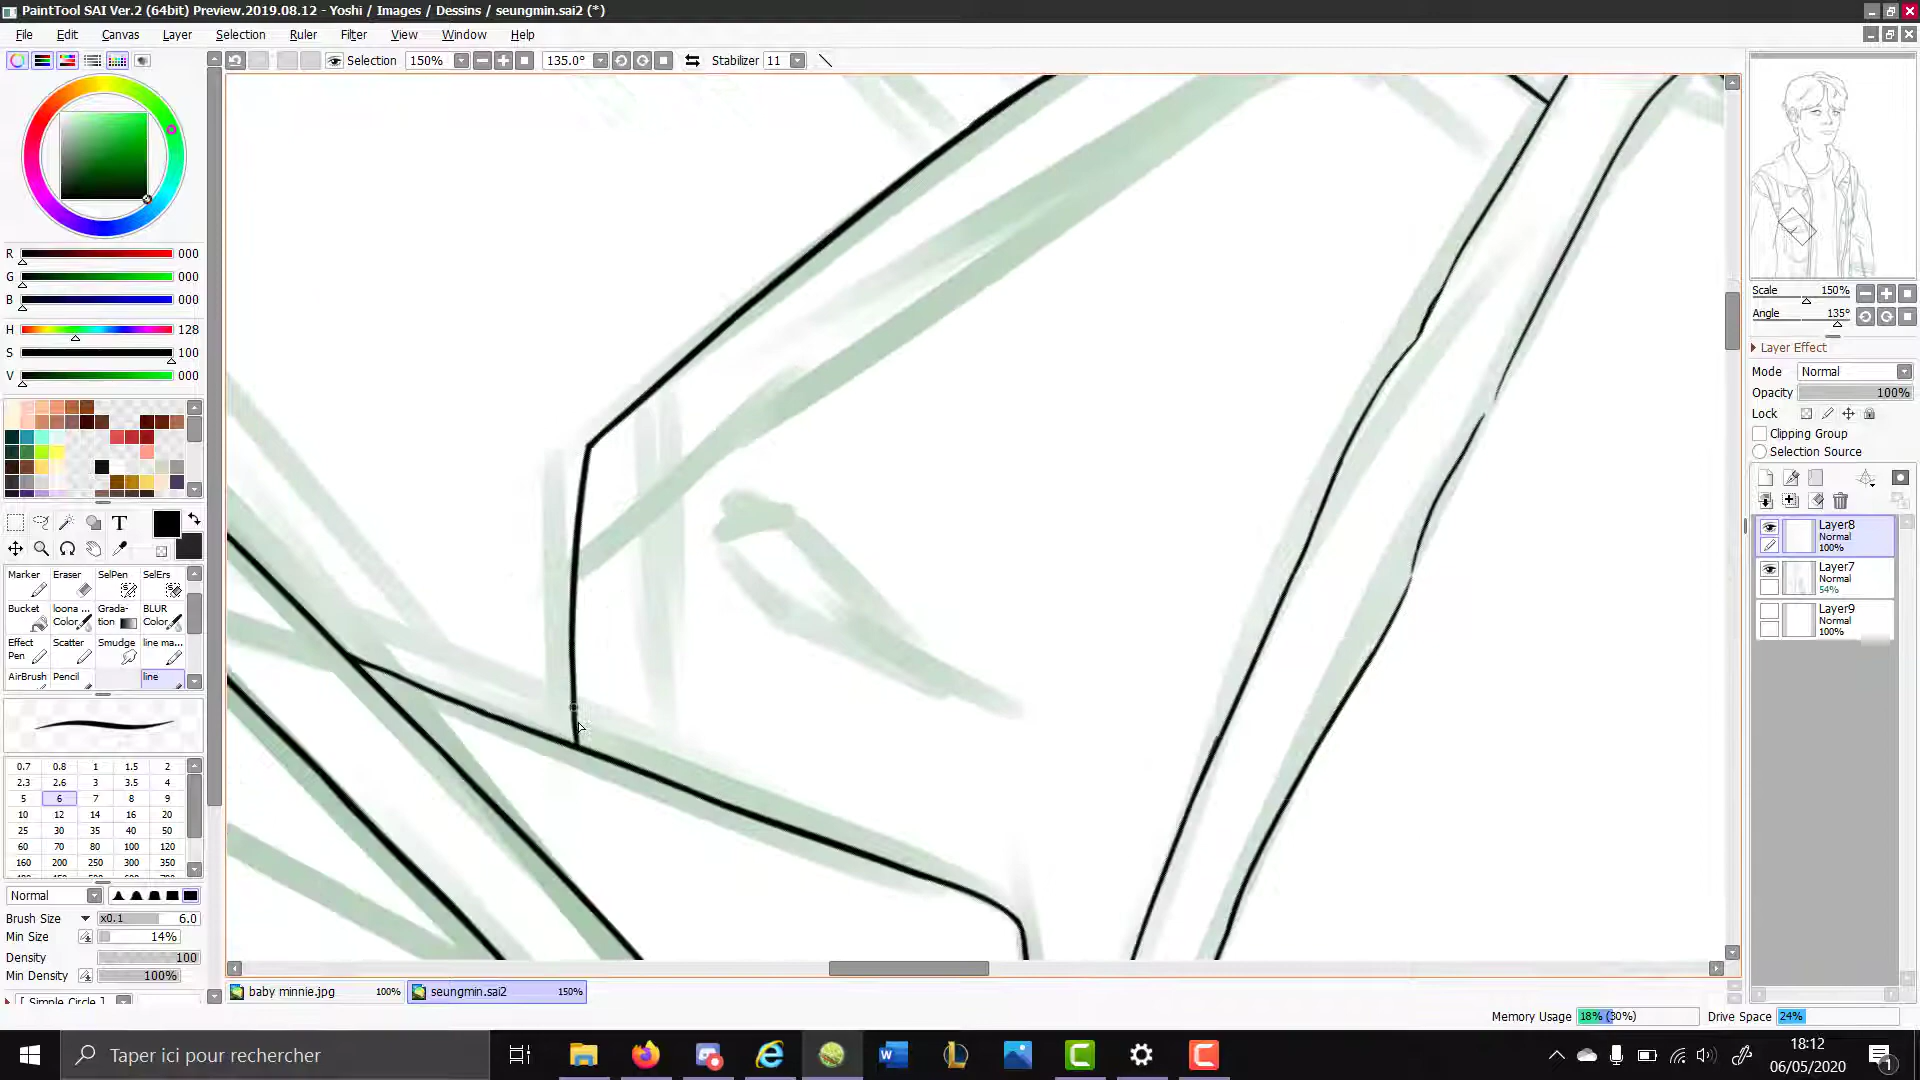 PaintTool SAI Ver.2 (64bit) Preview.2019.08.12 - Yoshi / Images / Dessins / seungmin.sai2 (*)
File Edit Canvas Layer Selection Ruler Filter View Window Help
Selection 150% 135.0° Stabilizer 11
R 000
G 000
B 000
H 128
S 100
V 000
T
Marker Eraser SelPen SelErs
Bucket loona ... Color Grada-tion BLUR Color
Effect Pen Scatter Smudge line ma...
AirBrush Pencil line
0.7 0.8 1 1.5 2
2.3 2.6 3 3.5 4
5 6 7 8 9
10 12 14 16 20
25 30 35 40 50
60 70 80 100 120
160 200 250 300 350
Normal
Brush Size x0.1 6.0
Min Size 14%
Density 100
Min Density 100%
[ Simple Circle ]
Scale 150%
Angle 135°
Layer Effect
Mode Normal
Opacity 100%
Lock
Clipping Group
Selection Source
Layer8
Normal
100%
Layer7
Normal
54%
Layer9
Normal
100%
baby minnie.jpg 100% seungmin.sai2 150%
Memory Usage 18% (30%) Drive Space 24%
Taper ici pour rechercher
18:12
06/05/2020
1